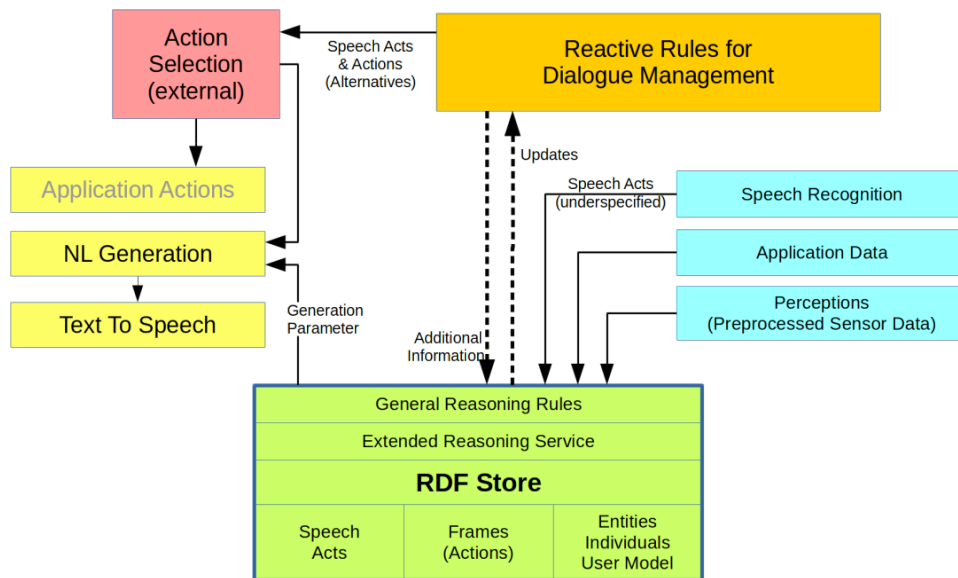 Action
Selection
(external)
Speech Acts
& Actions
(Alternatives)
Reactive Rules for
Dialogue Management
Updates
Application Actions
Speech Acts
(underspecified)
Speech Recognition
NL Generation
Application Data
Text To Speech
Generation
Parameter
Perceptions
(Preprocessed Sensor Data)
Additional
Information
General Reasoning Rules
Extended Reasoning Service
RDF Store
Speech
Acts
Frames
(Actions)
Entities
Individuals
User Model